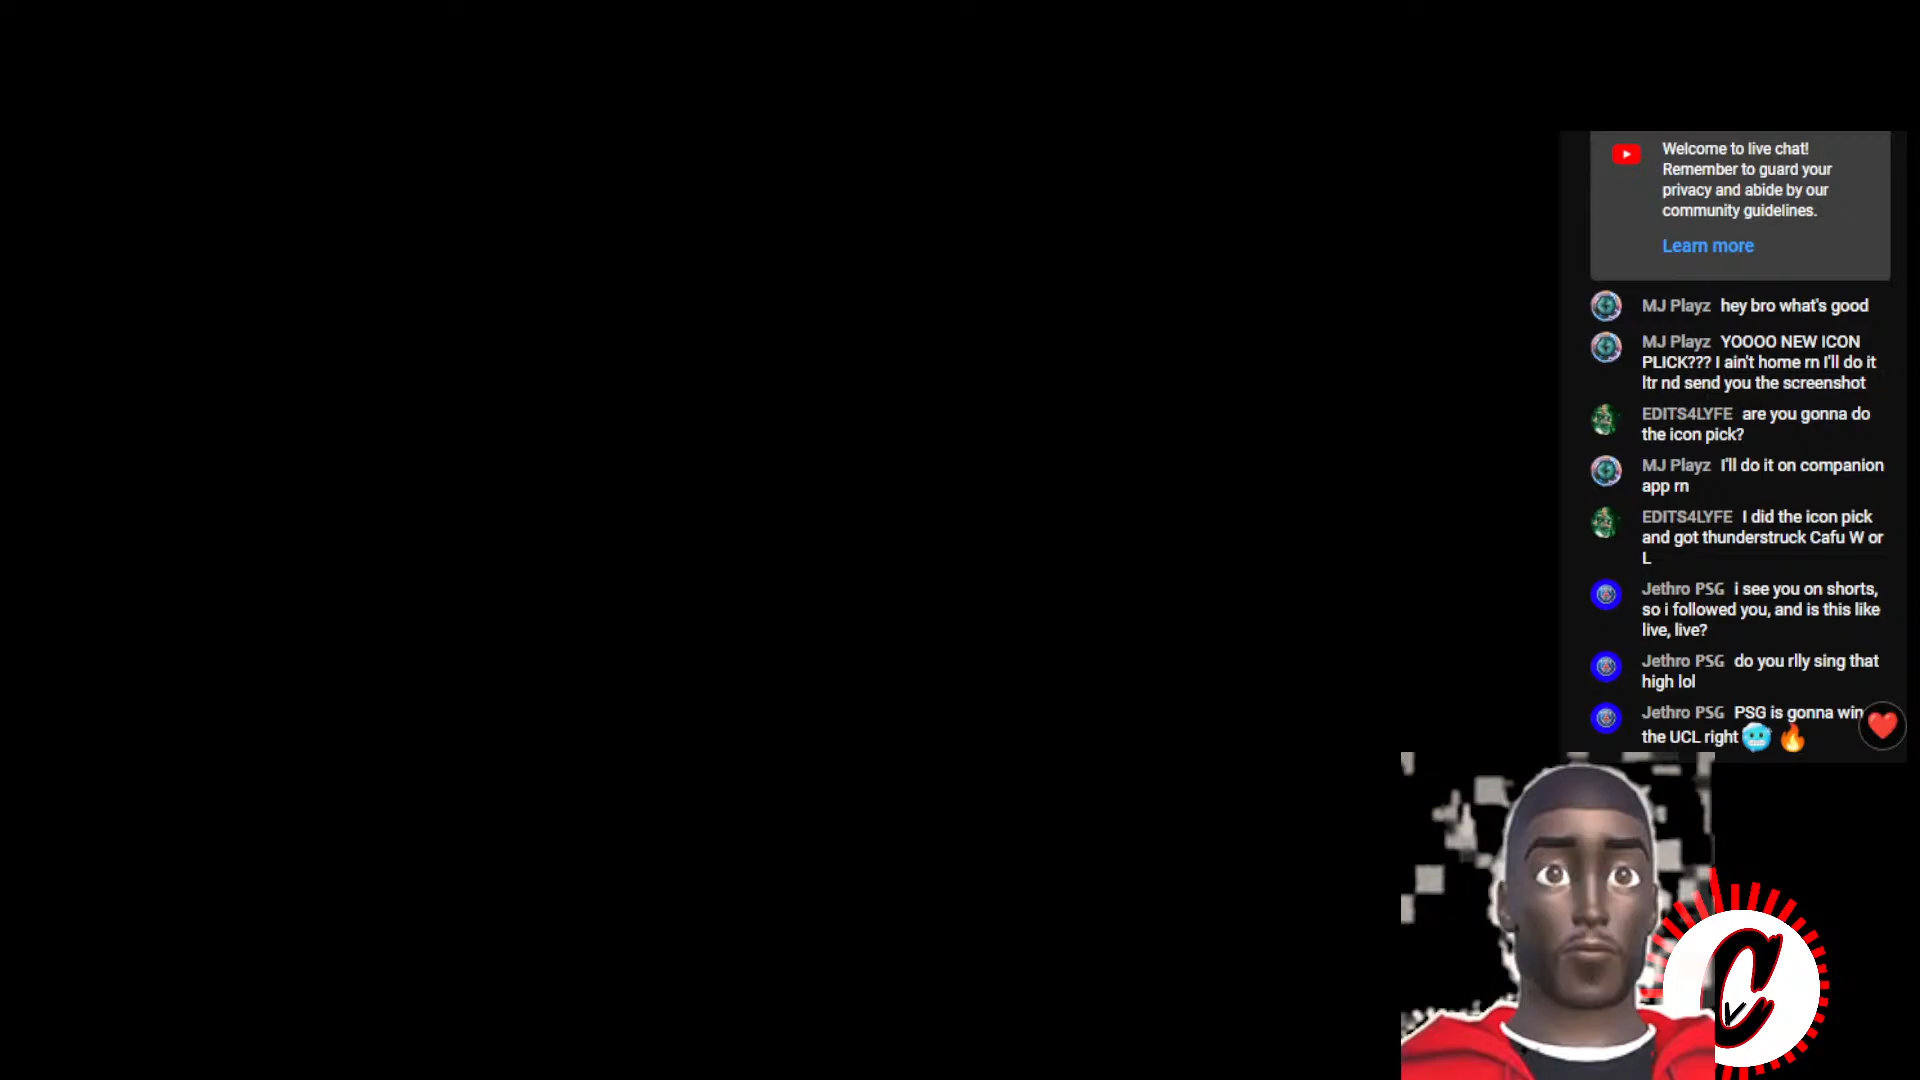 Welcome to live chat!
Remember to guard your
privacy and abide by our
community guidelines.
Learn more
MJ Playz hey bro what's good
MJ Playz YOOOO NEW ICON
PLICK??? I ain't home rn I'll do it
ltr nd send you the screenshot
EDITS4LYFE are you gonna do
the icon pick?
MJ Playz I'll do it on companion
app rn
EDITS4LYFE I did the icon pick
and got thunderstruck Cafu W or
L
Jethro PSG i see you on shorts,
so i followed you, and is this like
live, live?
Jethro PSG do you rlly sing that
high lol
Jethro PSG PSG is gonna win
the UCL right 🥶 🔥
C